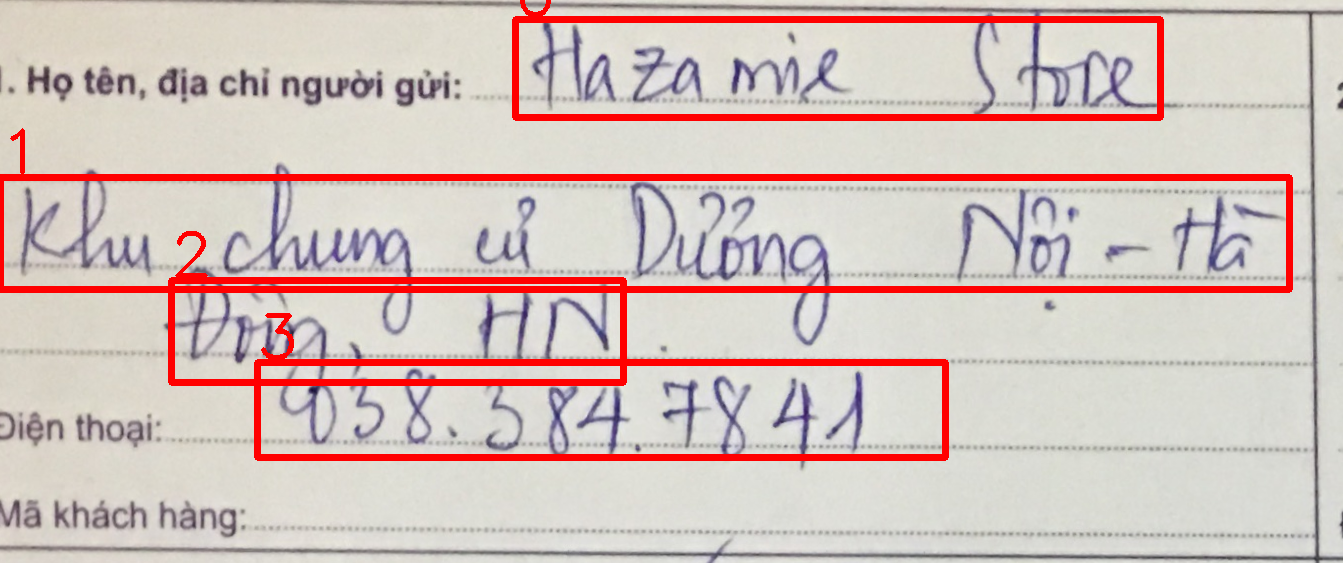 1. Họ tên, địa chỉ người gửi: Hazamie Store
Khu chung cư Dương Nội - Hà
Đông, HN.
Điện thoại: 038.384.7841
Mã khách hàng:
0
1
2
3